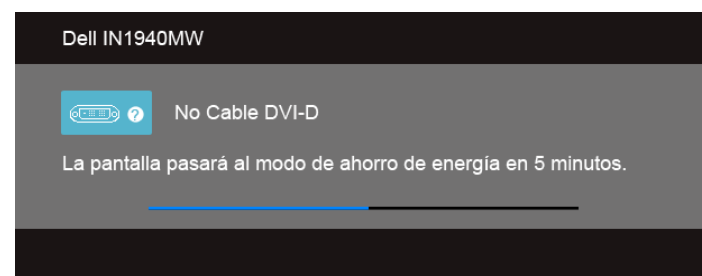 Dell IN1940MW
No Cable DVI-D
La pantalla pasará al modo de ahorro de energía en 5 minutos.